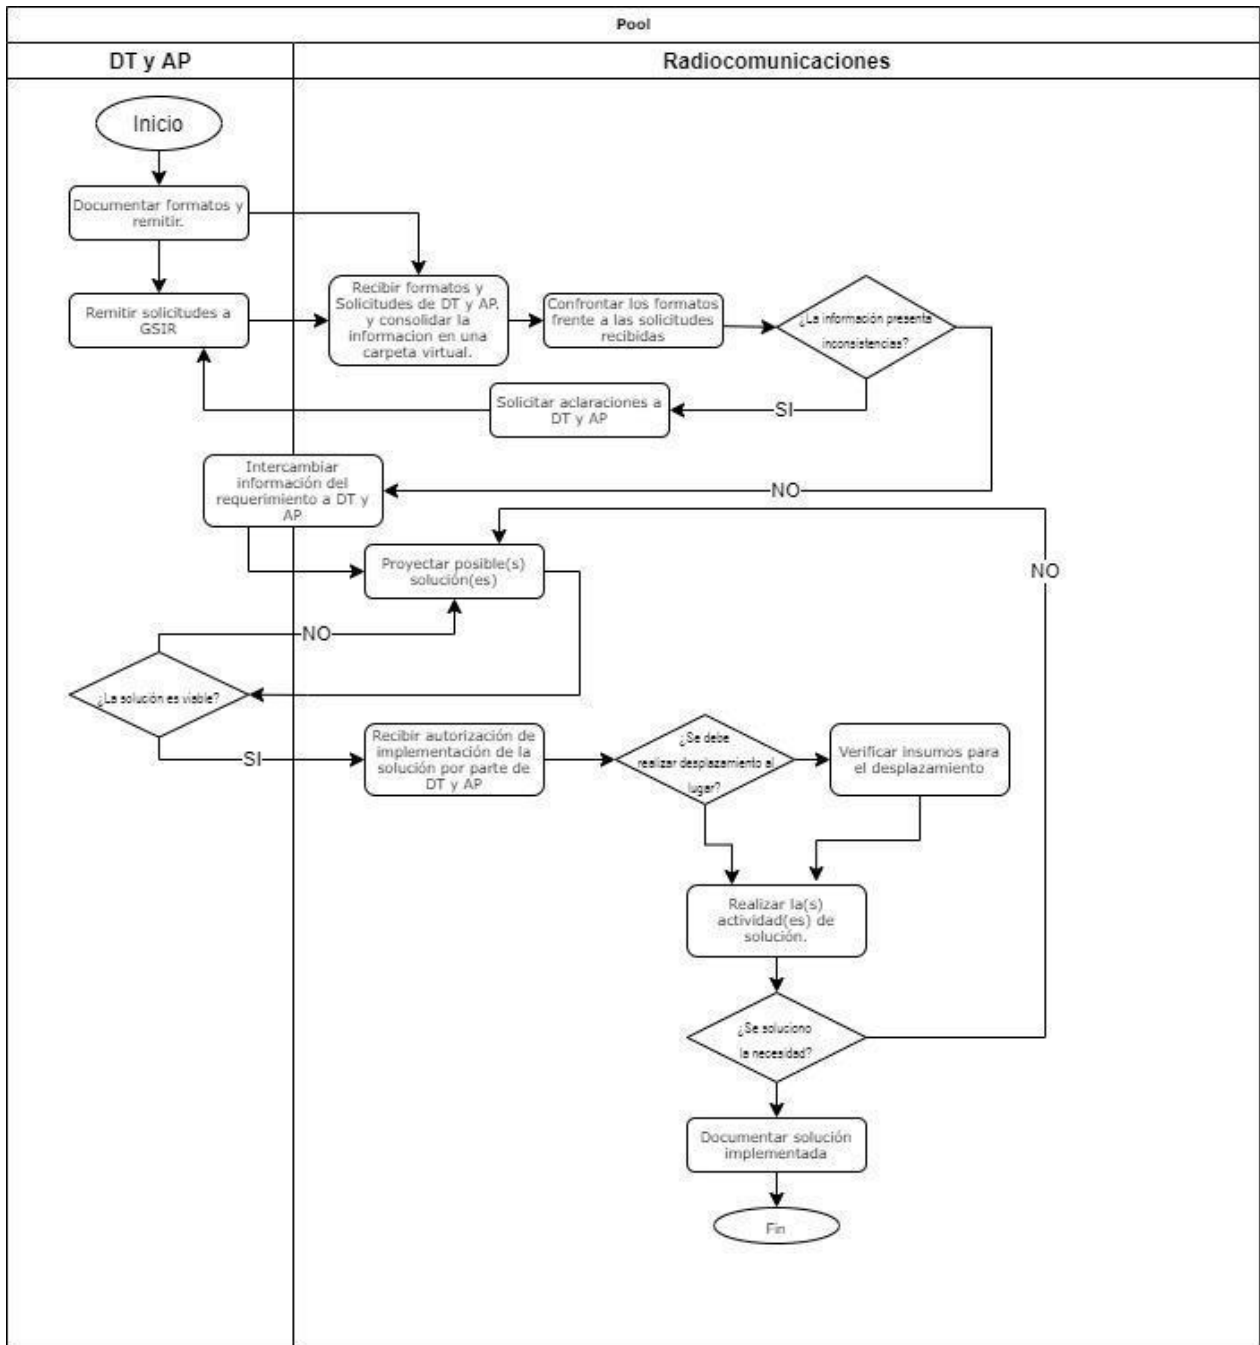 Pool
DT y AP
Radiocomunicaciones
Inicio
Documentar formatos y
remitir.
Remitir solicitudes a
GSIR
Recibir formatos y
Solicitudes de DT y AP.
y consolidar la
informacion en una
carpeta virtual.
Confrontar los formatos
frente a las solicitudes
recibidas
¿La información presenta
inconsistencias?
SI
Solicitar aclaraciones a
DT y AP
NO
Intercambiar
información del
requerimiento a DT y
AP
Proyectar posible(s)
solución(es)
NO
NO
¿La solución es viable?
SI
Recibir autorización de
implementación de la
solución por parte de
DT y AP
¿Se debe
realizar desplazamiento al
lugar?
Verificar insumos para
el desplazamiento
Realizar la(s)
actividad(es) de
solución.
¿Se soluciono
la necesidad?
Documentar solución
implementada
Fin